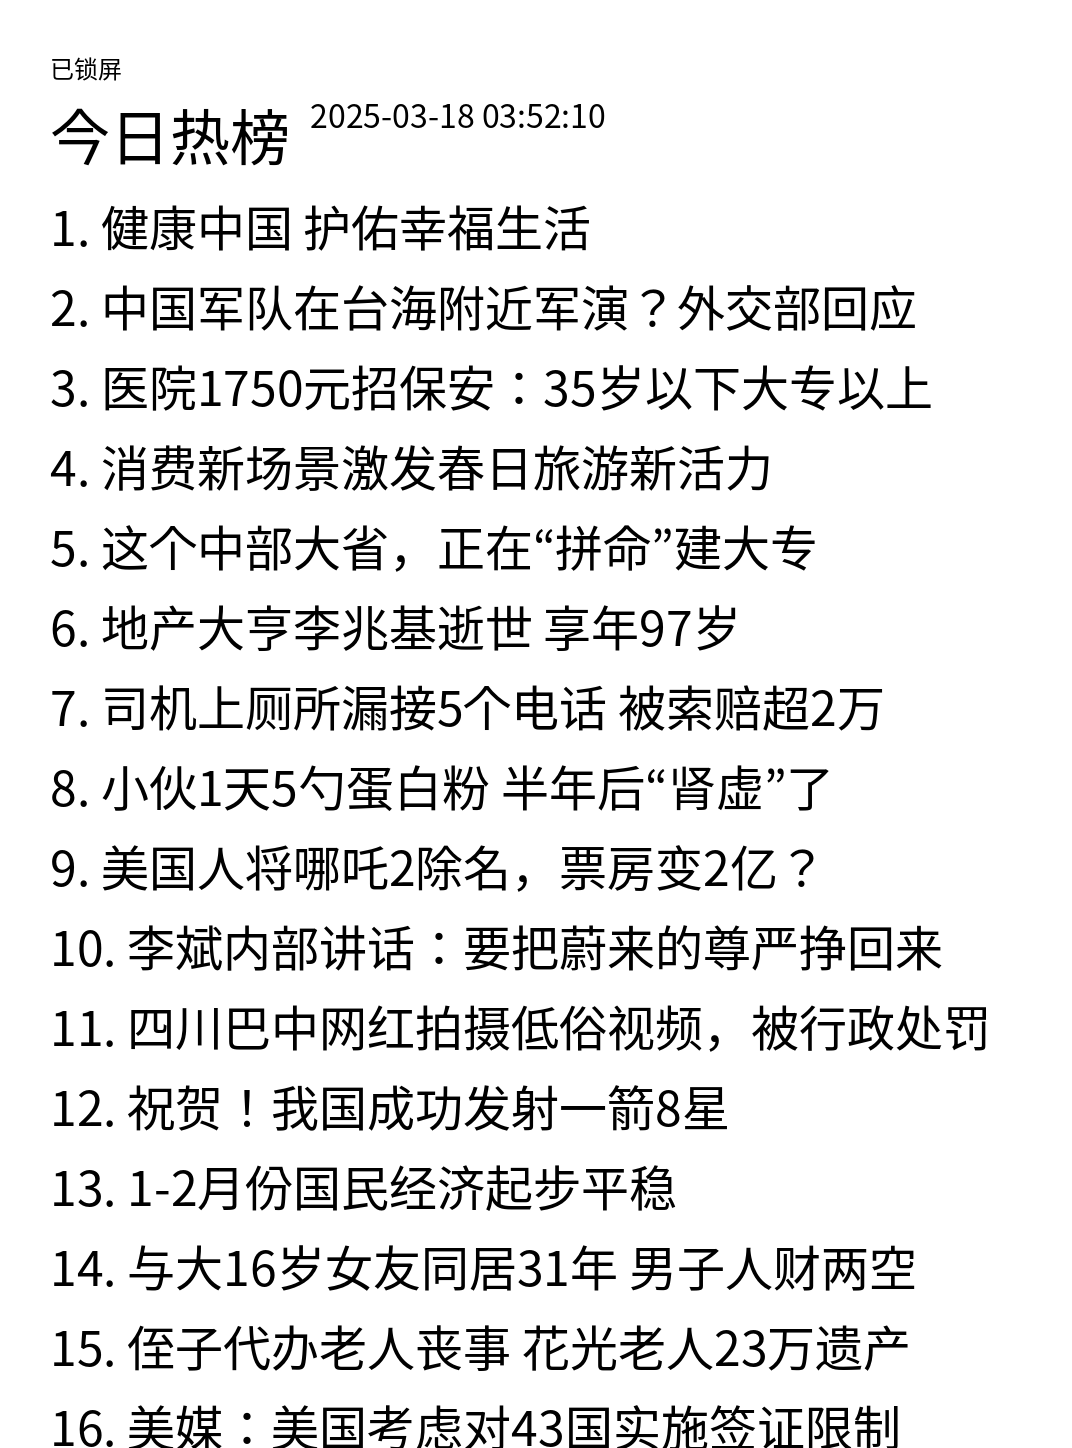 已锁屏
今日热榜 2025-03-18 03:52:10
1. 健康中国 护佑幸福生活
2. 中国军队在台海附近军演？外交部回应
3. 医院1750元招保安：35岁以下大专以上
4. 消费新场景激发春日旅游新活力
5. 这个中部大省，正在“拼命”建大专
6. 地产大亨李兆基逝世 享年97岁
7. 司机上厕所漏接5个电话 被索赔超2万
8. 小伙1天5勺蛋白粉 半年后“肾虚”了
9. 美国人将哪吒2除名，票房变2亿？
10. 李斌内部讲话：要把蔚来的尊严挣回来
11. 四川巴中网红拍摄低俗视频，被行政处罚
12. 祝贺！我国成功发射一箭8星
13. 1-2月份国民经济起步平稳
14. 与大16岁女友同居31年 男子人财两空
15. 侄子代办老人丧事 花光老人23万遗产
16. 美媒：美国考虑对43国实施签证限制